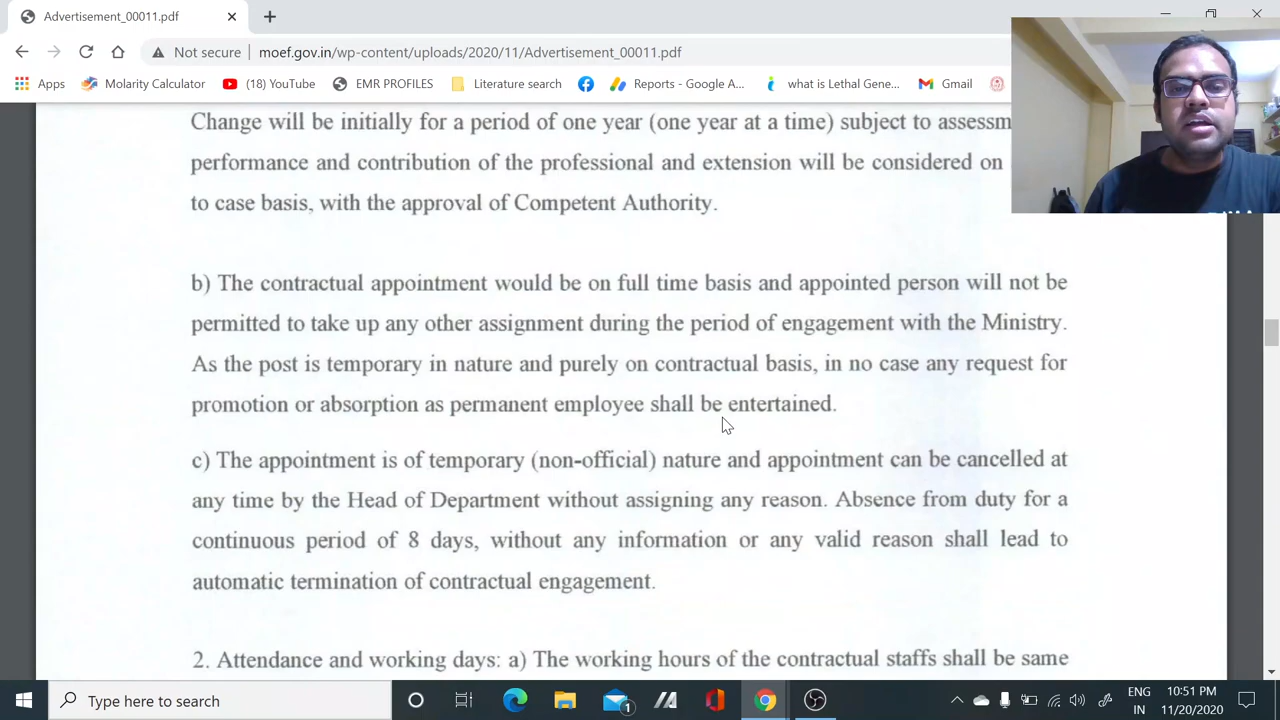 Advertisement_00011.pdf
Not secure moef.gov.in/wp-content/uploads/2020/11/Advertisement_00011.pdf
Apps Molarity Calculator (18) YouTube EMR PROFILES Literature search Reports - Google A... what is Lethal Gene... Gmail
Change will be initially for a period of one year (one year at a time) subject to assessm
performance and contribution of the professional and extension will be considered on
to case basis, with the approval of Competent Authority.
b) The contractual appointment would be on full time basis and appointed person will not be
permitted to take up any other assignment during the period of engagement with the Ministry.
As the post is temporary in nature and purely on contractual basis, in no case any request for
promotion or absorption as permanent employee shall be entertained.
c) The appointment is of temporary (non-official) nature and appointment can be cancelled at
any time by the Head of Department without assigning any reason. Absence from duty for a
continuous period of 8 days, without any information or any valid reason shall lead to
automatic termination of contractual engagement.
2. Attendance and working days: a) The working hours of the contractual staffs shall be same
Type here to search
1
ENG
IN
10:51 PM
11/20/2020